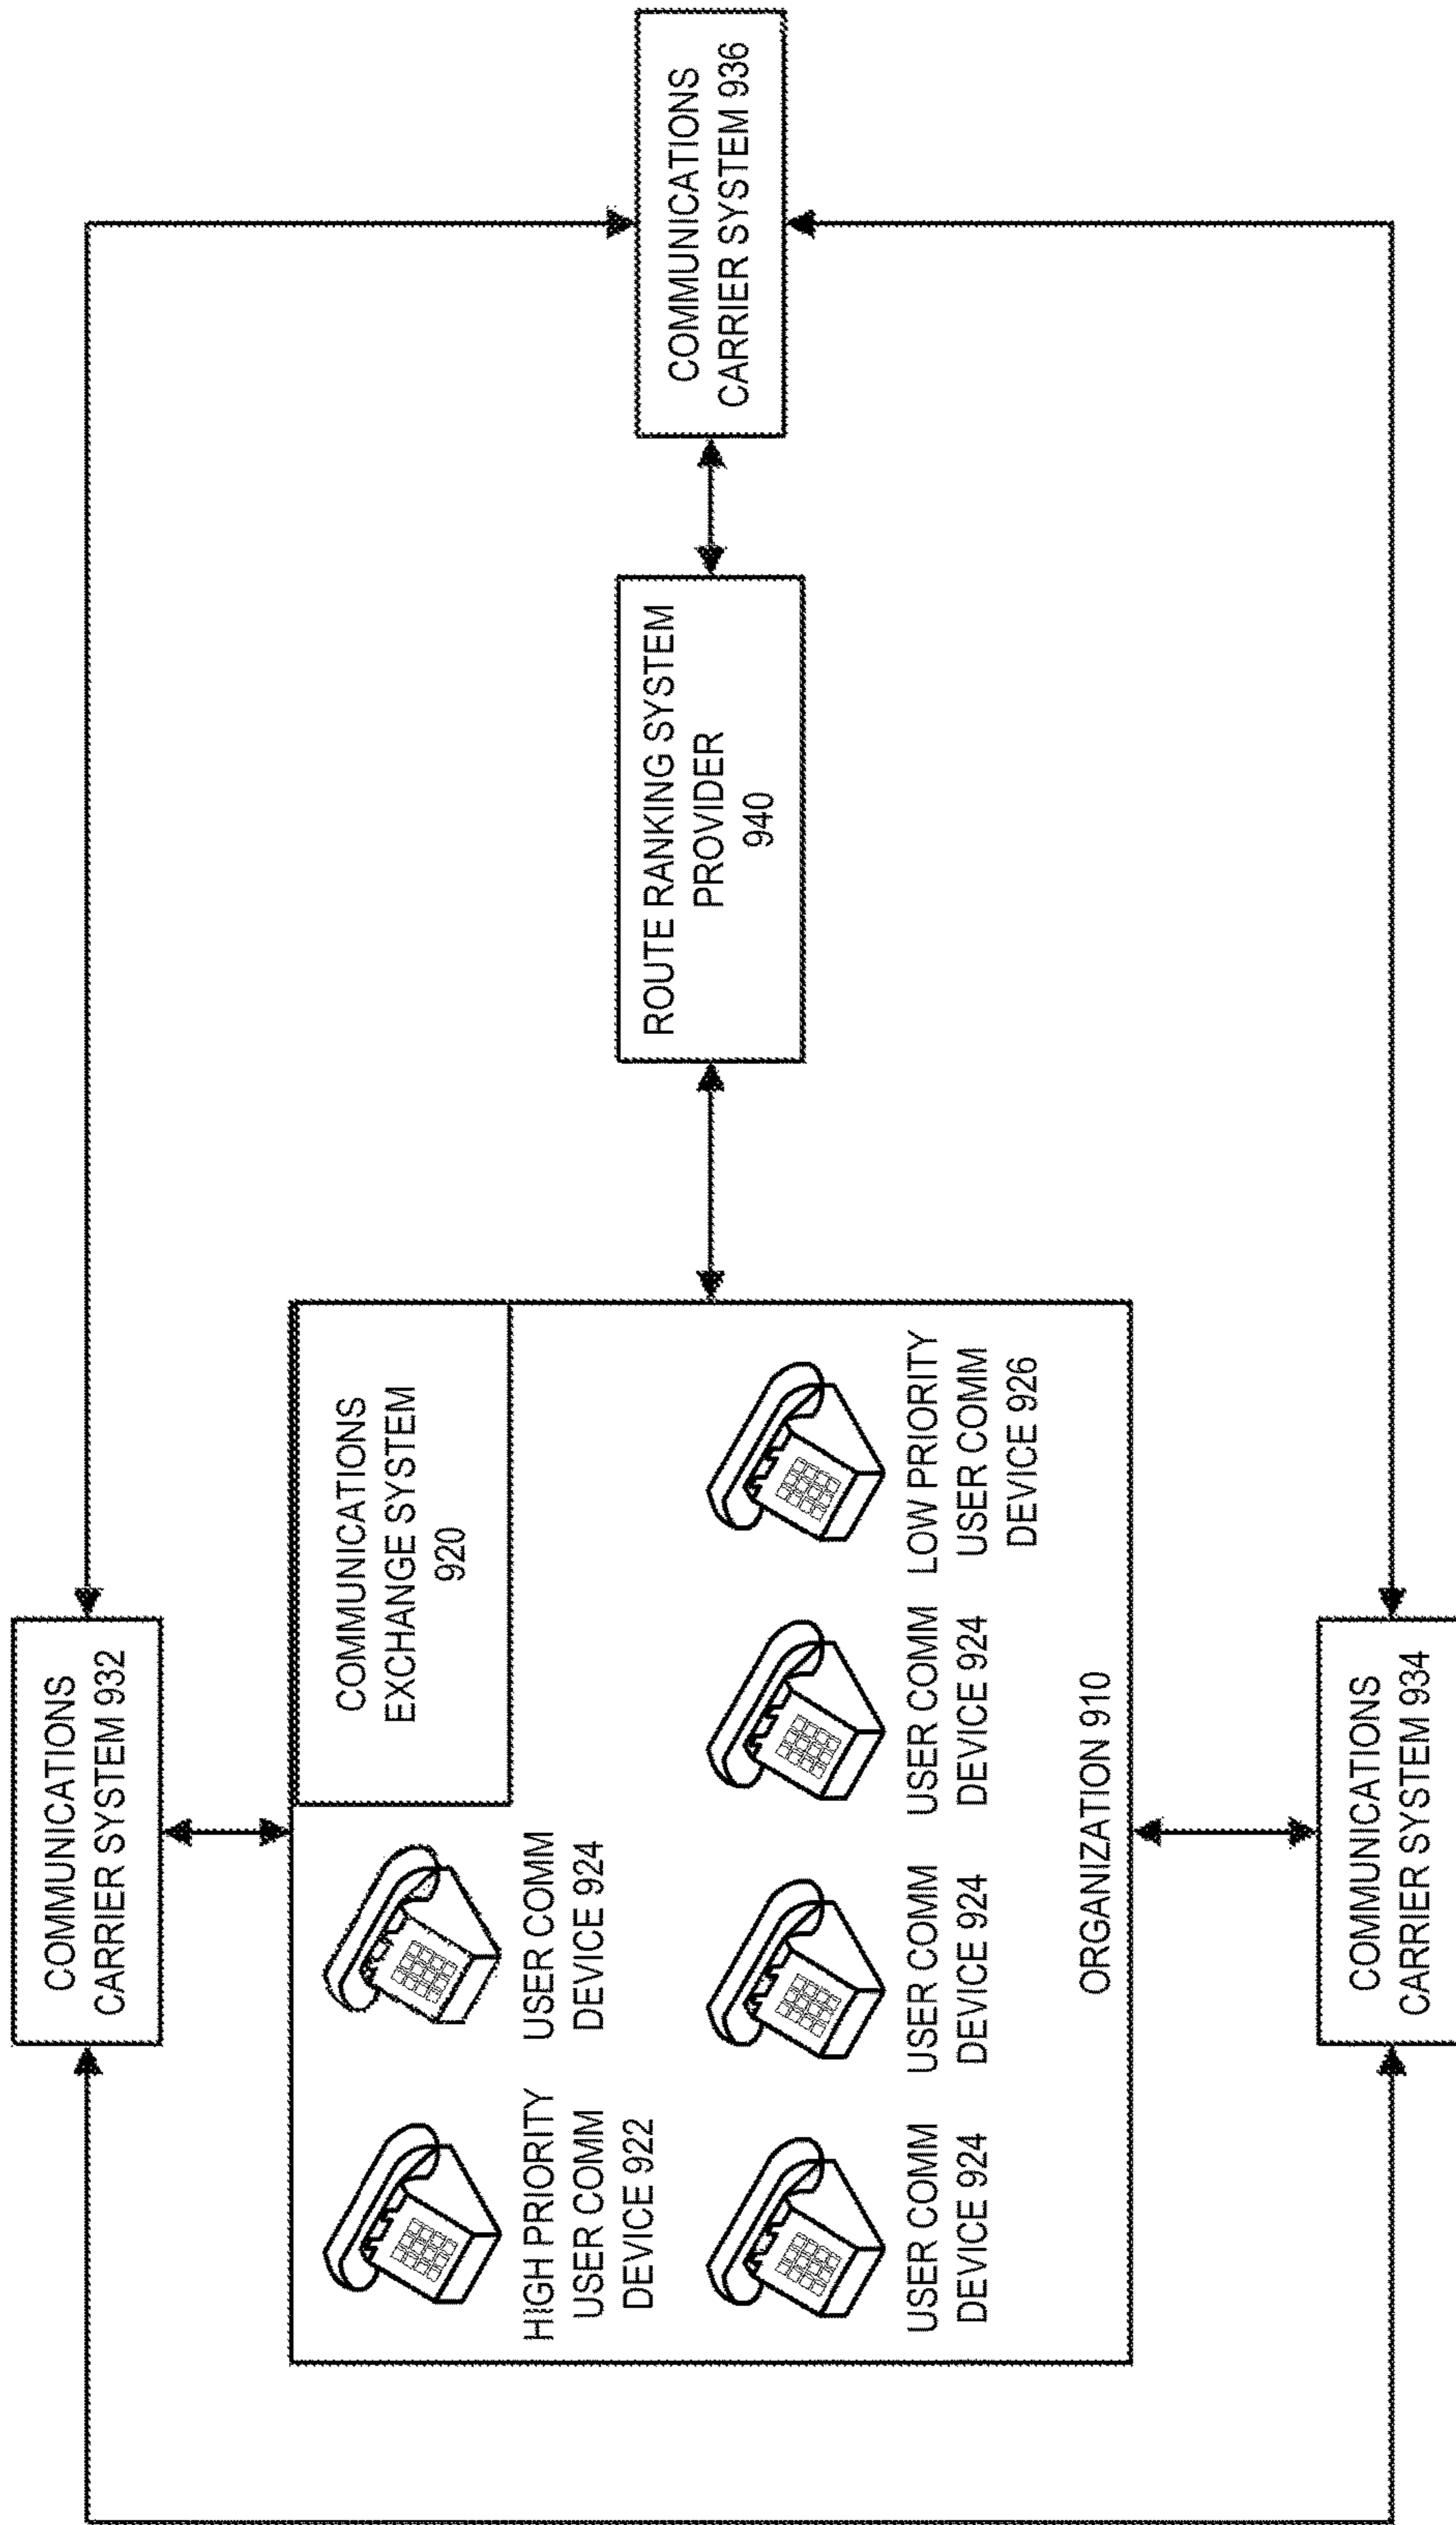 COMMUNICATIONS
CARRIER SYSTEM 932
HIGH PRIORITY
USER COMM
DEVICE 922
USER COMM
DEVICE 924
COMMUNICATIONS
EXCHANGE SYSTEM
920
USER COMM
DEVICE 924
USER COMM
DEVICE 924
USER COMM
DEVICE 924
LOW PRIORITY
USER COMM
DEVICE 926
ORGANIZATION 910
ROUTE RANKING SYSTEM
PROVIDER
940
COMMUNICATIONS
CARRIER SYSTEM 936
COMMUNICATIONS
CARRIER SYSTEM 934